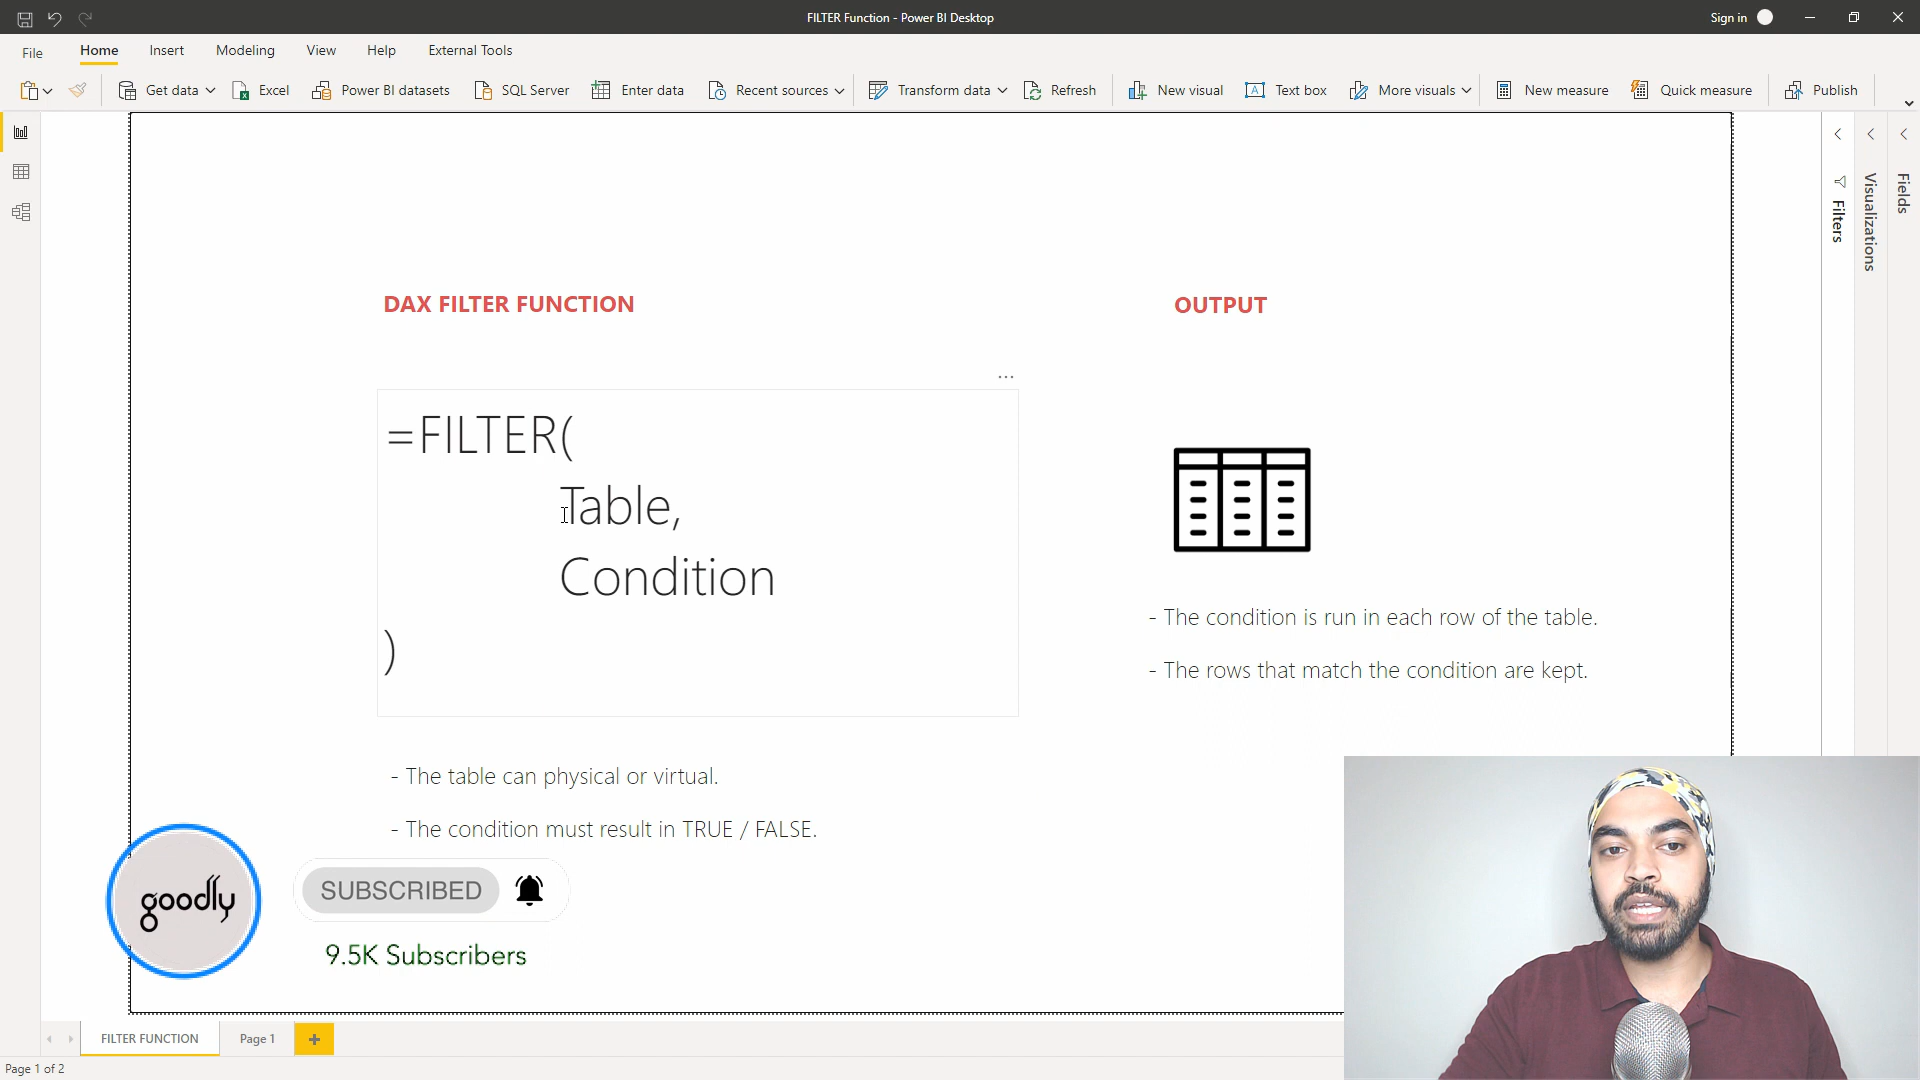 FILTER Function - Power BI Desktop
Sign in
File
Home
Insert
Modeling
View
Help
External Tools
Get data
Excel
Power BI datasets
SQL Server
Enter data
Recent sources
Transform data
Refresh
New visual
Text box
More visuals
New measure
Quick measure
Publish
Filters
Visualizations
Fields
DAX FILTER FUNCTION
=FILTER(
Table,
Condition
)
- The table can physical or virtual.
- The condition must result in TRUE / FALSE.
OUTPUT
- The condition is run in each row of the table.
- The rows that match the condition are kept.
goodly
SUBSCRIBED
9.5K Subscribers
FILTER FUNCTION
Page 1
Page 1 of 2